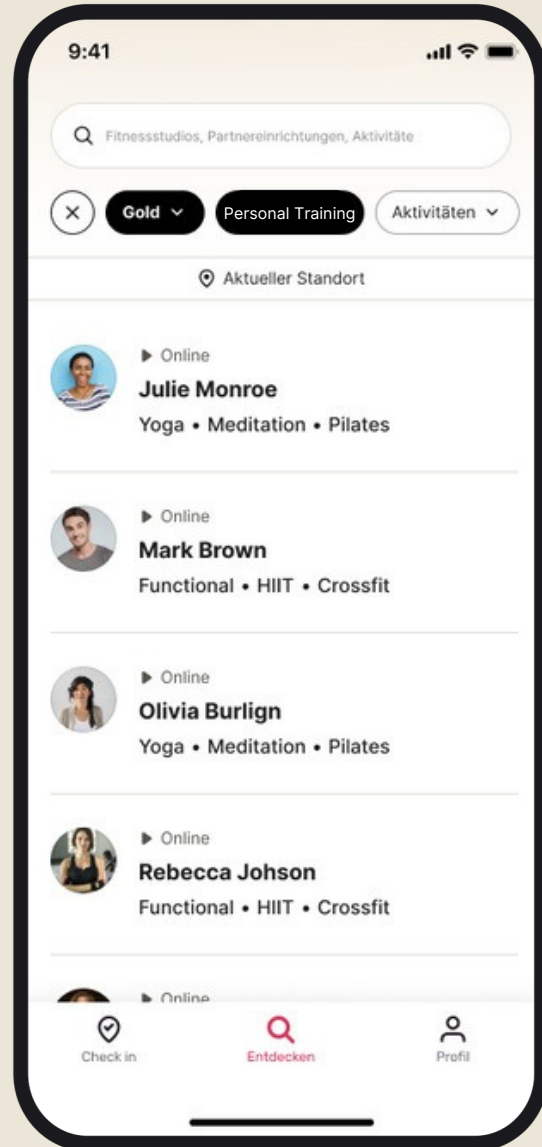 9:41
Fitnessstudios, Partnereinrichtungen, Aktivitäte
Gold Personal Training Aktivitäten
Aktueller Standort
Online
Julie Monroe
Yoga • Meditation • Pilates
Online
Mark Brown
Functional • HIIT • Crossfit
Online
Olivia Burlign
Yoga • Meditation • Pilates
Online
Rebecca Johson
Functional • HIIT • Crossfit
Online
Check in Entdecken Profil